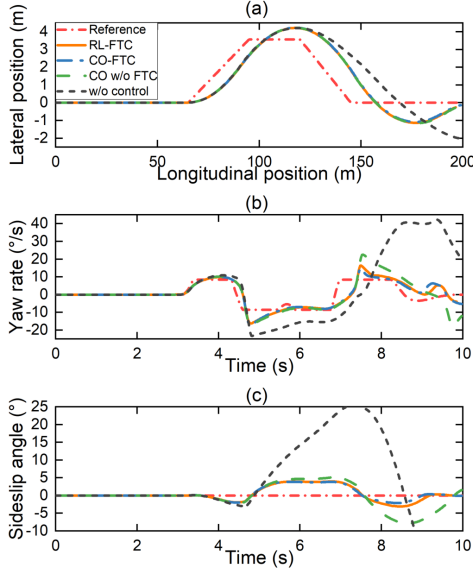 (a)
Lateral position (m)
4
3
2
1
0
-1
-2
Reference
RL-FTC
CO-FTC
CO w/o FTC
w/o control
0 50 100 150 200
Longitudinal position (m)
(b)
Yaw rate (°/s)
40
30
20
10
0
-10
-20
0 2 4 6 8 10
Time (s)
(c)
Sideslip angle (°)
25
20
15
10
5
0
-5
-10
0 2 4 6 8 10
Time (s)